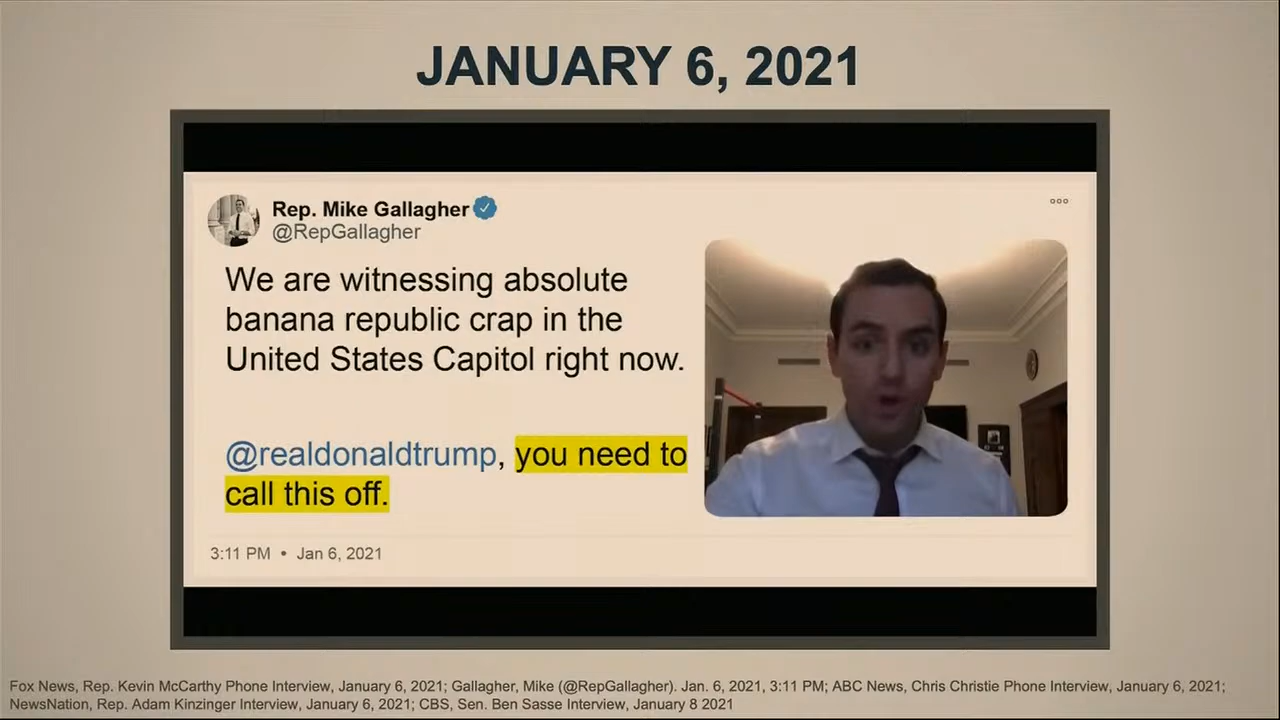 JANUARY 6, 2021
Rep. Mike Gallagher
@RepGallagher
We are witnessing absolute
banana republic crap in the
United States Capitol right now.
@realdonaldtrump, you need to
call this off.
3:11 PM • Jan 6, 2021
Fox News, Rep. Kevin McCarthy Phone Interview, January 6, 2021; Gallagher, Mike (@RepGallagher). Jan. 6, 2021, 3:11 PM; ABC News, Chris Christie Phone Interview, January 6, 2021;
NewsNation, Rep. Adam Kinzinger Interview, January 6, 2021; CBS, Sen. Ben Sasse Interview, January 8 2021